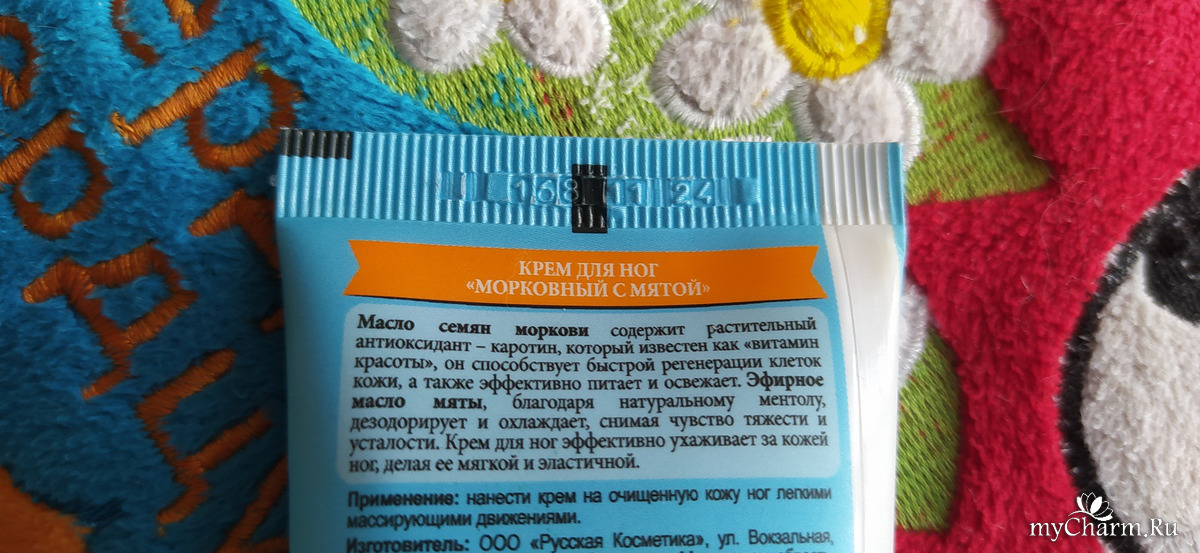 168 11 24
КРЕМ ДЛЯ НОГ
«МОРКОВНЫЙ С МЯТОЙ»
Масло семян моркови содержит растительный
антиоксидант – каротин, который известен как «витамин
красоты», он способствует быстрой регенерации клеток
кожи, а также эффективно питает и освежает. Эфирное
масло мяты, благодаря натуральному ментолу,
дезодорирует и охлаждает, снимая чувство тяжести и
усталости. Крем для ног эффективно ухаживает за кожей
ног, делая ее мягкой и эластичной.
Применение: нанести крем на очищенную кожу ног легкими
массирующими движениями.
Изготовитель: ООО «Русская Косметика», ул. Вокзальная,
myCharm.Ru